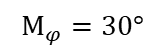 M𝜑 = 30°